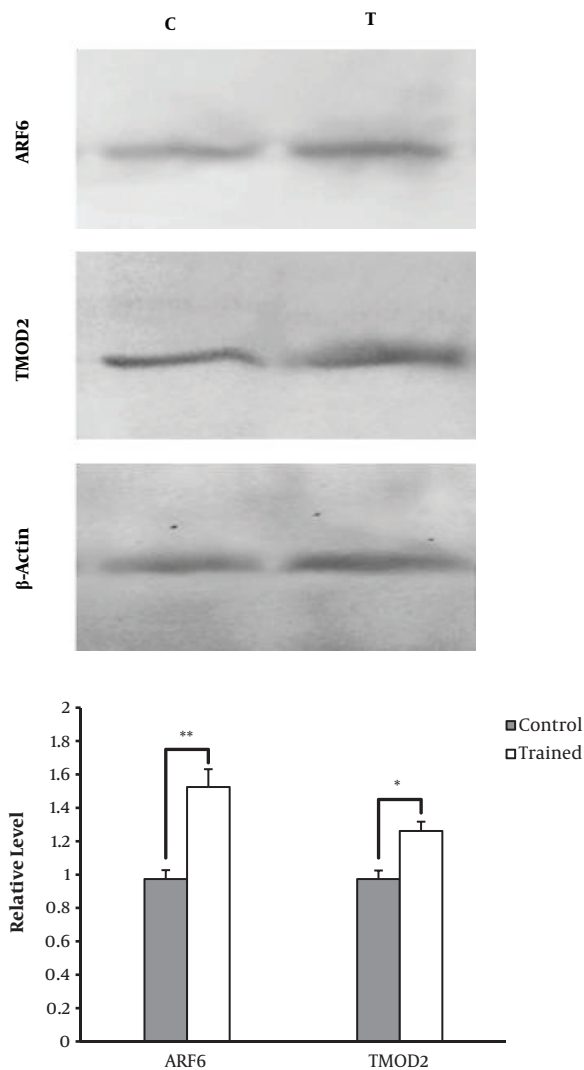 C T
ARF6
TMOD2
β-Actin
2
1.8
1.6
1.4
1.2
1
0.8
0.6
0.4
0.2
0
Relative Level
**
*
Control
Trained
ARF6 TMOD2